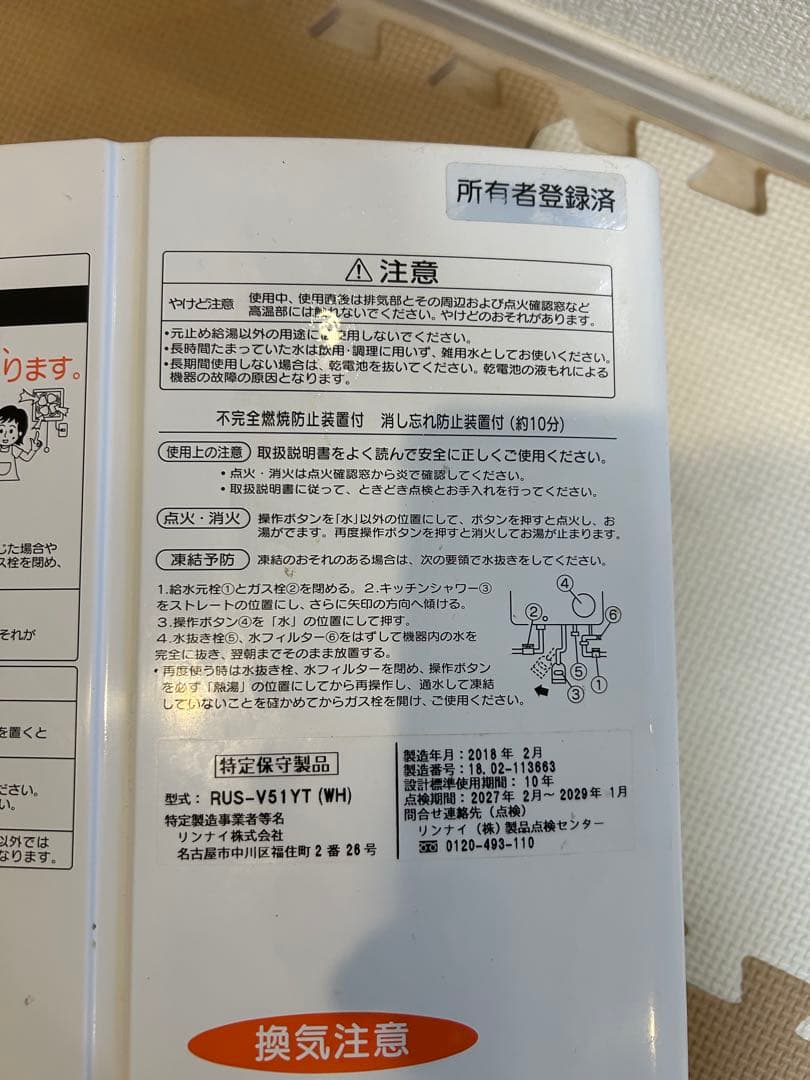 所有者登録済
ります。
じた場合や
ス栓を閉め、
それが
を置くと
ださい。
以外では
なります。
⚠注意
やけど注意 使用中、使用直後は排気部とその周辺および点火確認窓など
高温部には触れないでください。やけどのおそれがあります。
・元止め給湯以外の用途に使用しないでください。
・長時間たまっていた水は飲用・調理に用いず、雑用水としてお使いください。
・長期間使用しない場合は、乾電池を抜いてください。乾電池の液もれによる
機器の故障の原因となります。
不完全燃焼防止装置付 消し忘れ防止装置付(約10分)
使用上の注意 取扱説明書をよく読んで安全に正しくご使用ください。
・点火・消火は点火確認窓から炎で確認してください。
・取扱説明書に従って、ときどき点検とお手入れを行ってください。
点火・消火 操作ボタンを「水」以外の位置にして、ボタンを押すと点火し、お
湯がでます。再度操作ボタンを押すと消火してお湯が止まります。
凍結予防 凍結のおそれのある場合は、次の要領で水抜きをしてください。
1.給水元栓①とガス栓②を閉める。2.キッチンシャワー③
をストレートの位置にし、さらに矢印の方向へ傾ける。
3.操作ボタン④を「水」の位置にして押す。
4.水抜き栓⑤、水フィルター⑥をはずして機器内の水を
完全に抜き、翌朝までそのまま放置する。
・再度使う時は水抜き栓、水フィルターを閉め、操作ボタン
を必ず「熱湯」の位置にしてから再操作し、通水して凍結
していないことを確かめてからガス栓を開け、ご使用ください。
④
②
⑥
⑤
①
③
特定保守製品
型式:RUS-V51YT(WH)
特定製造事業者等名
リンナイ株式会社
名古屋市中川区福住町2番26号
製造年月:2018年 2月
製造番号:18.02-113663
設計標準使用期間:10年
点検期間:2027年 2月~2029年 1月
問合せ連絡先(点検)
リンナイ(株)製品点検センター
0120-493-110
換気注意